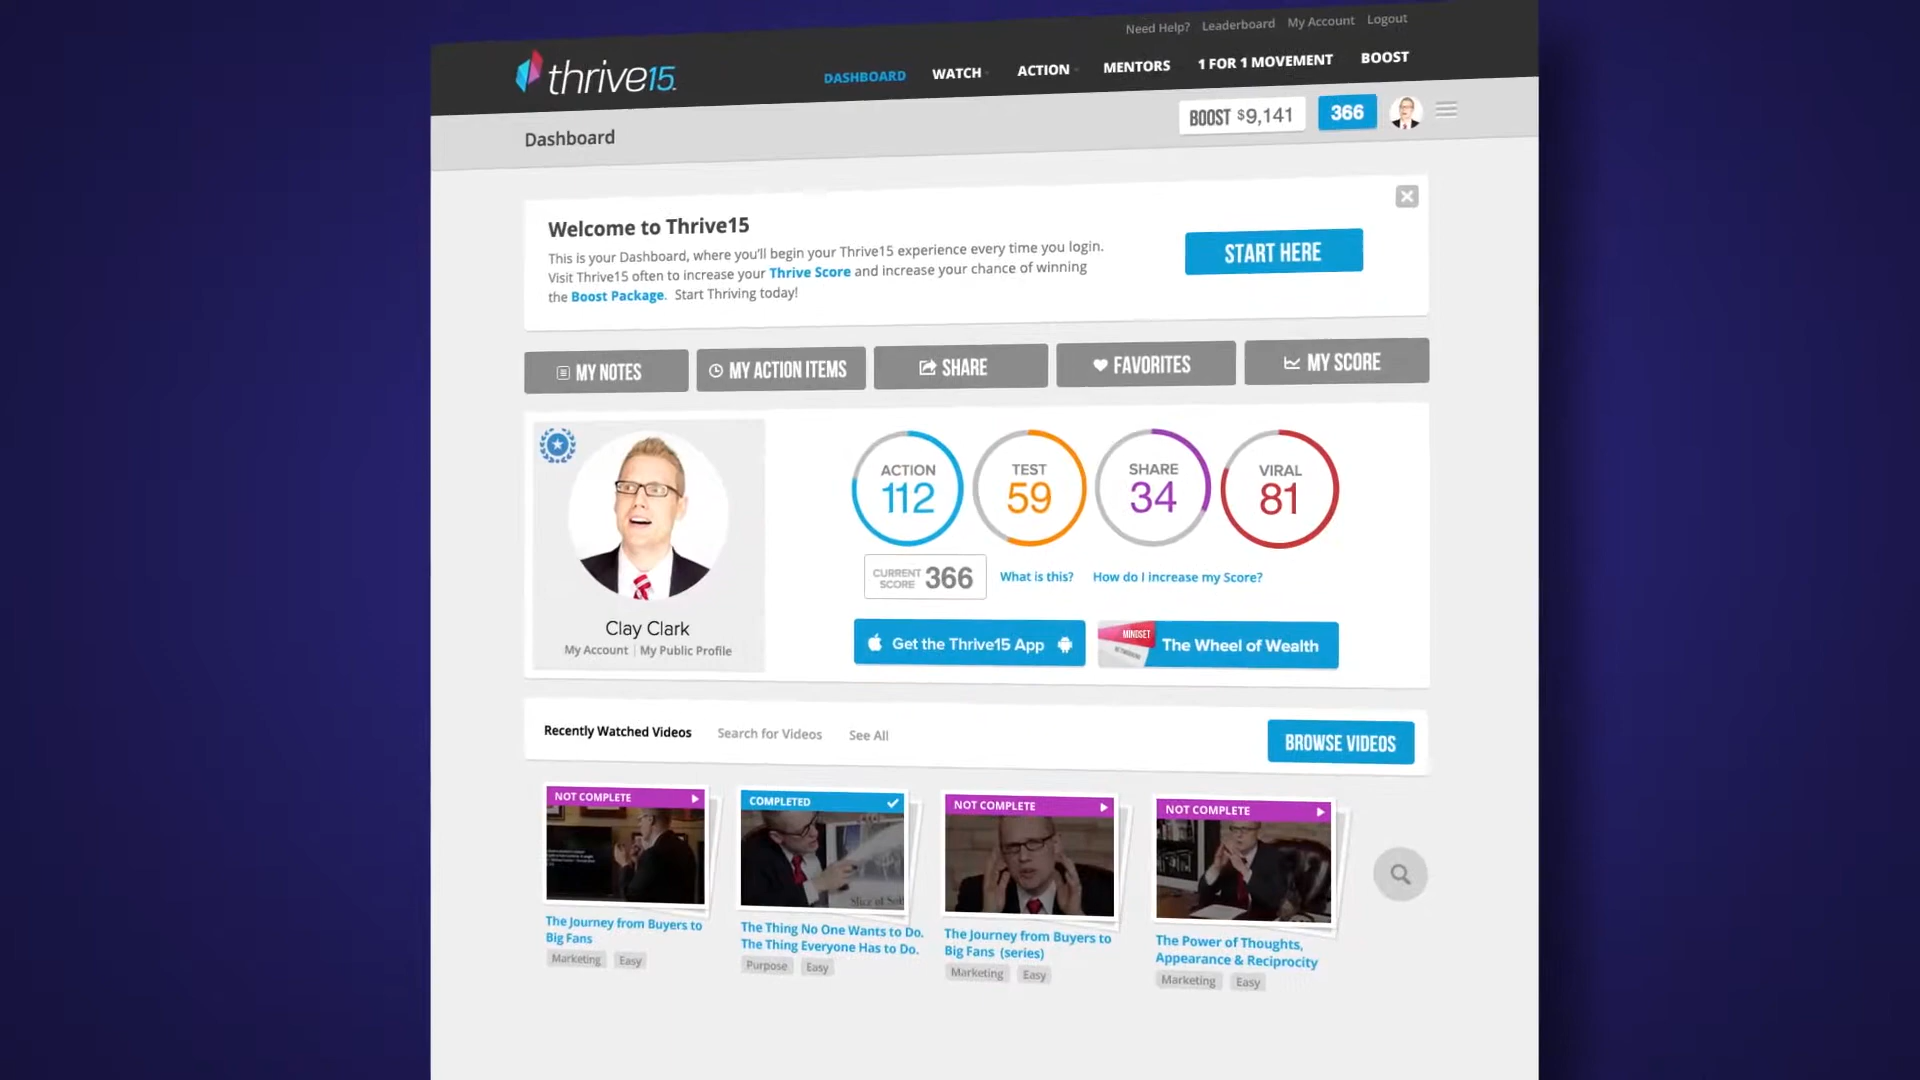 Need Help? Leaderboard My Account Logout
thrive15
DASHBOARD WATCH ACTION MENTORS 1 FOR 1 MOVEMENT BOOST
Dashboard
BOOST $9,141 366
Welcome to Thrive15
This is your Dashboard, where you'll begin your Thrive15 experience every time you login.
Visit Thrive15 often to increase your Thrive Score and increase your chance of winning
the Boost Package. Start Thriving today!
START HERE
MY NOTES MY ACTION ITEMS SHARE FAVORITES MY SCORE
ACTION
112
TEST
59
SHARE
34
VIRAL
81
CURRENT
SCORE 366 What is this? How do I increase my Score?
Clay Clark
My Account | My Public Profile
Get the Thrive15 App
MINDSET
The Wheel of Wealth
Recently Watched Videos Search for Videos See All
BROWSE VIDEOS
NOT COMPLETE
The Journey from Buyers to
Big Fans
Marketing Easy
COMPLETED
The Thing No One Wants to Do.
The Thing Everyone Has to Do.
Purpose Easy
NOT COMPLETE
The Journey from Buyers to
Big Fans (series)
Marketing Easy
NOT COMPLETE
The Power of Thoughts,
Appearance & Reciprocity
Marketing Easy